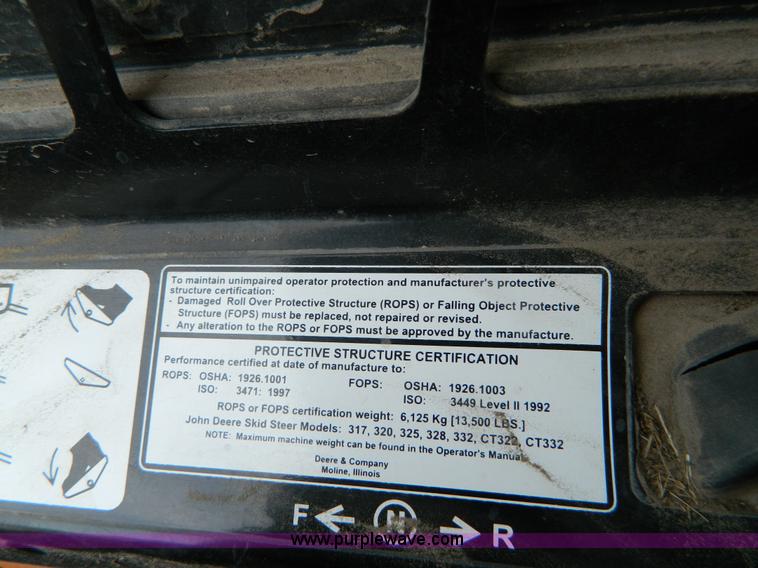 To maintain unimpaired operator protection and manufacturer's protective
structure certification:
- Damaged Roll Over Protective Structure (ROPS) or Falling Object Protective
Structure (FOPS) must be replaced, not repaired or revised.
- Any alteration to the ROPS or FOPS must be approved by the manufacture.
PROTECTIVE STRUCTURE CERTIFICATION
Performance certified at date of manufacture to:
ROPS: OSHA: 1926.1001 FOPS: OSHA: 1926.1003
ISO: 3471: 1997 ISO: 3449 Level II 1992
ROPS or FOPS certification weight: 6,125 Kg [13,500 LBS.]
John Deere Skid Steer Models: 317, 320, 325, 328, 332, CT322, CT332
NOTE: Maximum machine weight can be found in the Operator's Manual.
Deere & Company
Moline, Illinois
F N R
www.purplewave.com